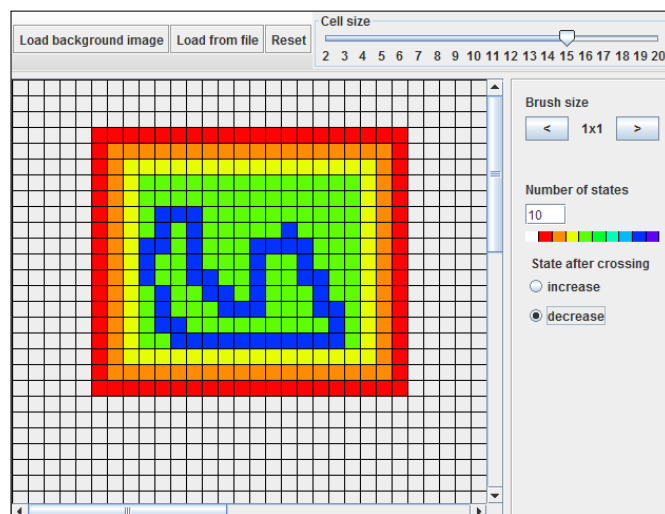 Cell size
Load background image Load from file Reset
2 3 4 5 6 7 8 9 10 11 12 13 14 15 16 17 18 19 20
Brush size
< 1x1 >
Number of states
10
State after crossing
increase
decrease